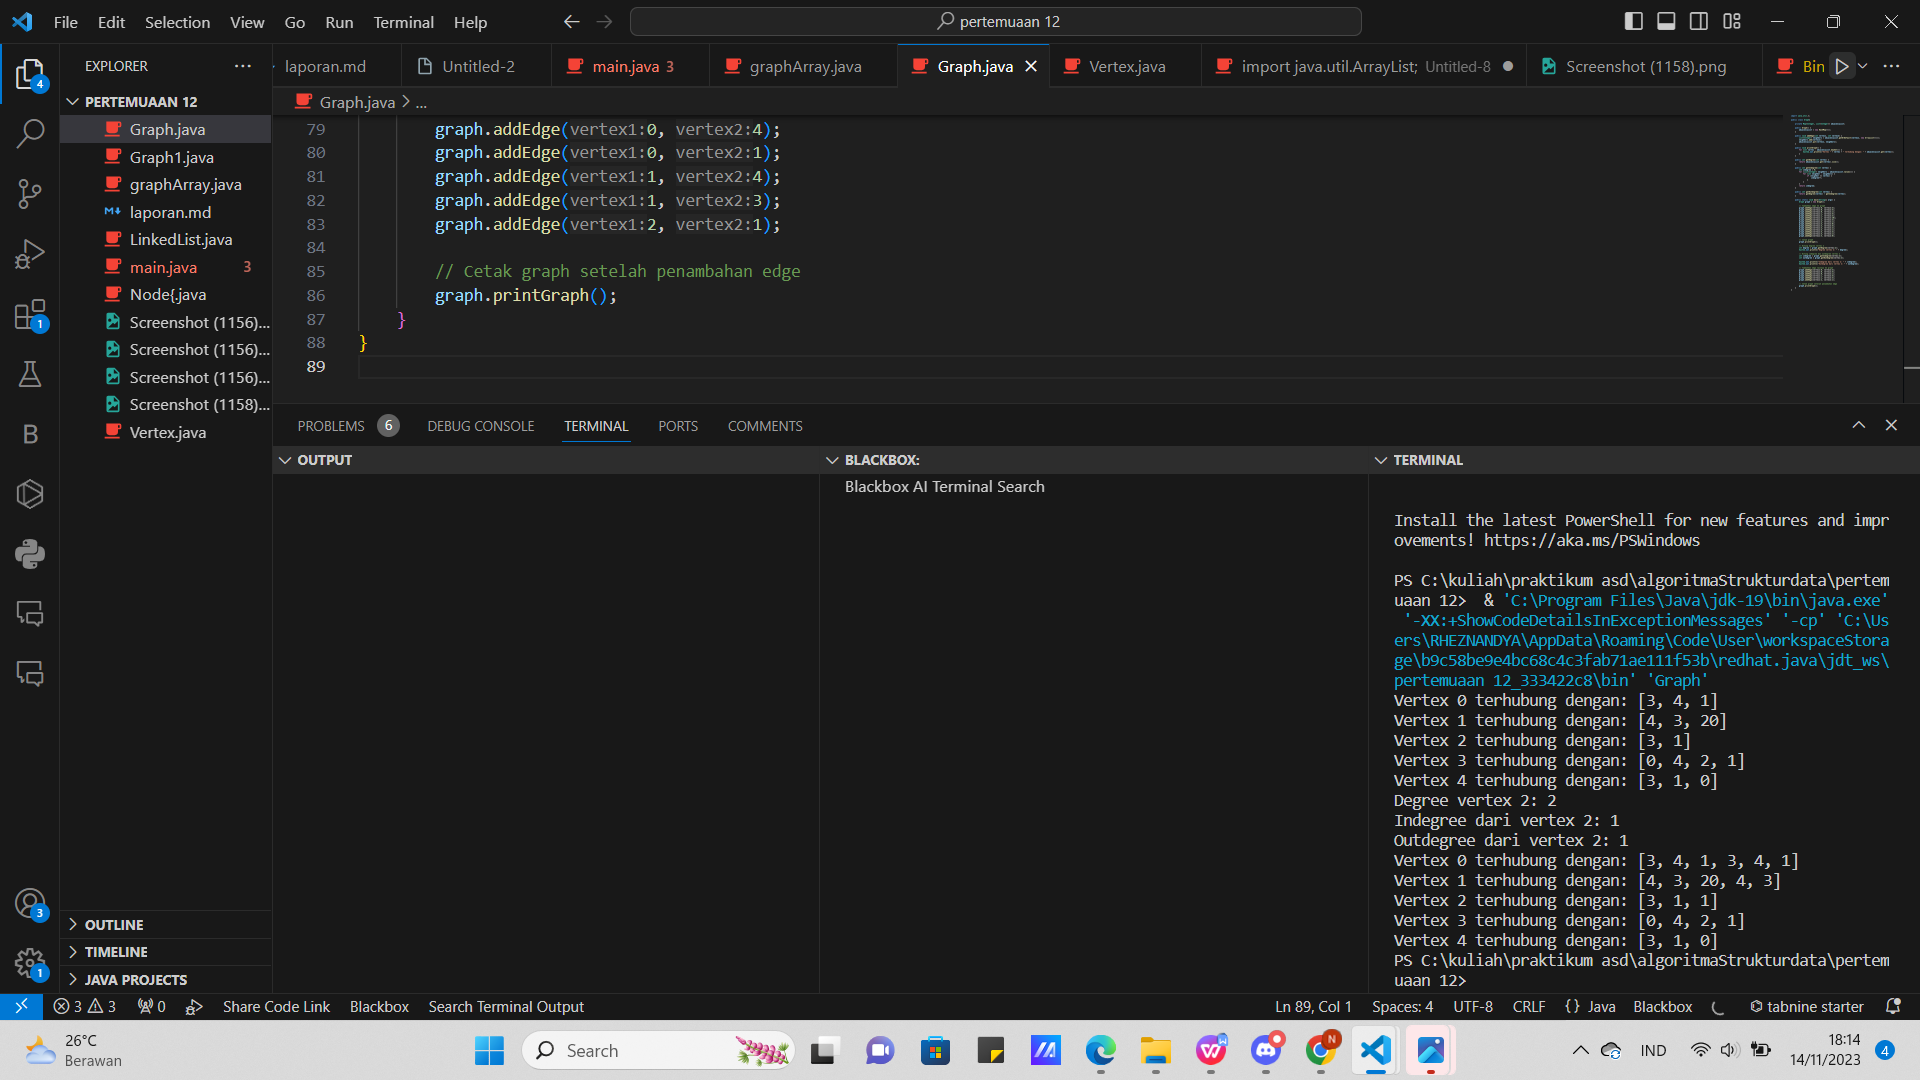 File Edit Selection View Go Run Terminal Help
pertemuaan 12
EXPLORER
laporan.md
Untitled-2
main.java 3
graphArray.java
Graph.java
Vertex.java
import java.util.ArrayList; Untitled-8
Screenshot (1158).png
Bin
4
PERTEMUAAN 12
Graph.java
Graph1.java
graphArray.java
laporan.md
LinkedList.java
main.java 3
Node{.java
Screenshot (1156)...
Screenshot (1156)...
Screenshot (1156)...
Screenshot (1158)...
Vertex.java
1
B
3
1
OUTLINE
TIMELINE
JAVA PROJECTS
Graph.java > ...
79 graph.addEdge(vertex1:0, vertex2:4);
80 graph.addEdge(vertex1:0, vertex2:1);
81 graph.addEdge(vertex1:1, vertex2:4);
82 graph.addEdge(vertex1:1, vertex2:3);
83 graph.addEdge(vertex1:2, vertex2:1);
84
85 // Cetak graph setelah penambahan edge
86 graph.printGraph();
87 }
88 }
89
PROBLEMS 6 DEBUG CONSOLE TERMINAL PORTS COMMENTS
OUTPUT
BLACKBOX:
Blackbox AI Terminal Search
TERMINAL
Install the latest PowerShell for new features and impr
ovements! https://aka.ms/PSWindows
PS C:\kuliah\praktikum asd\algoritmaStrukturdata\pertem
uaan 12> & 'C:\Program Files\Java\jdk-19\bin\java.exe'
'-XX:+ShowCodeDetailsInExceptionMessages' '-cp' 'C:\Us
ers\RHEZNANDYA\AppData\Roaming\Code\User\workspaceStora
ge\b9c58be9e4bc68c4c3fab71ae111f53b\redhat.java\jdt_ws\
pertemuaan 12_333422c8\bin' 'Graph'
Vertex 0 terhubung dengan: [3, 4, 1]
Vertex 1 terhubung dengan: [4, 3, 20]
Vertex 2 terhubung dengan: [3, 1]
Vertex 3 terhubung dengan: [0, 4, 2, 1]
Vertex 4 terhubung dengan: [3, 1, 0]
Degree vertex 2: 2
Indegree dari vertex 2: 1
Outdegree dari vertex 2: 1
Vertex 0 terhubung dengan: [3, 4, 1, 3, 4, 1]
Vertex 1 terhubung dengan: [4, 3, 20, 4, 3]
Vertex 2 terhubung dengan: [3, 1, 1]
Vertex 3 terhubung dengan: [0, 4, 2, 1]
Vertex 4 terhubung dengan: [3, 1, 0]
PS C:\kuliah\praktikum asd\algoritmaStrukturdata\pertem
uaan 12>
3 3 0 Share Code Link Blackbox Search Terminal Output
Ln 89, Col 1 Spaces: 4 UTF-8 CRLF {} Java Blackbox tabnine starter
26°C
Berawan
Search
N
IND
18:14
14/11/2023
4